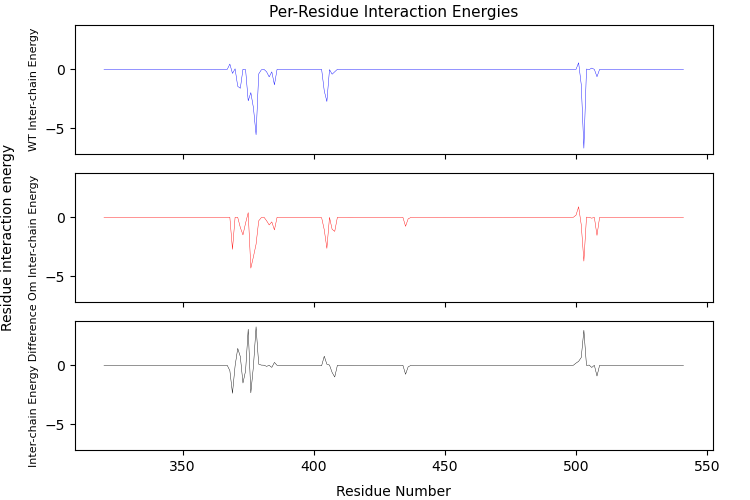 Per-Residue Interaction Energies
Residue interaction energy
WT Inter-chain Energy
0
−5
Om Inter-chain Energy
0
−5
Inter-chain Energy Difference
0
−5
350
400
450
500
550
Residue Number